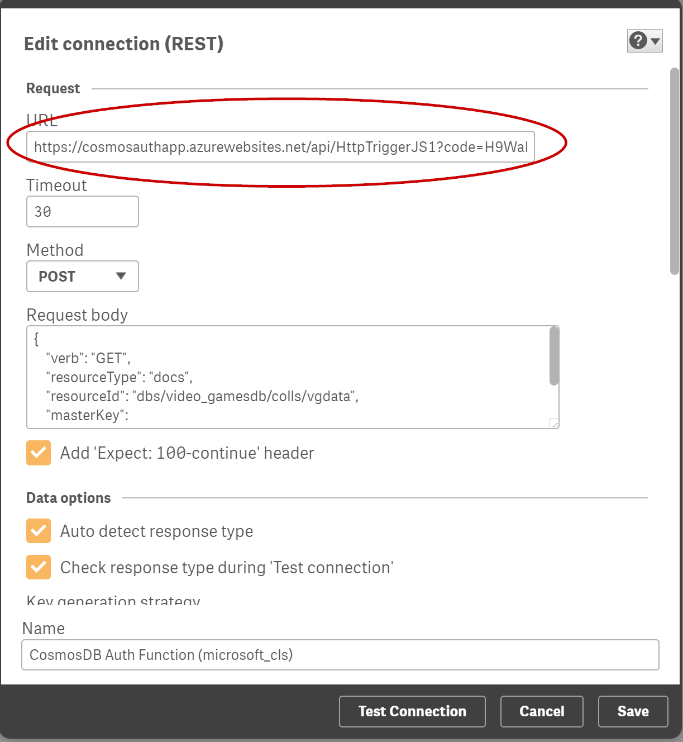 Edit connection (REST)
?
Request
URL
https://cosmosauthapp.azurewebsites.net/api/HttpTriggerJS1?code=H9Wal
Timeout
30
Method
POST
Request body
{
"verb": "GET",
"resourceType": "docs",
"resourceId": "dbs/video_gamesdb/colls/vgdata",
"masterKey":
Add 'Expect: 100-continue' header
Data options
Auto detect response type
Check response type during 'Test connection'
Key generation strategy
Name
CosmosDB Auth Function (microsoft_cls)
Test Connection
Cancel
Save